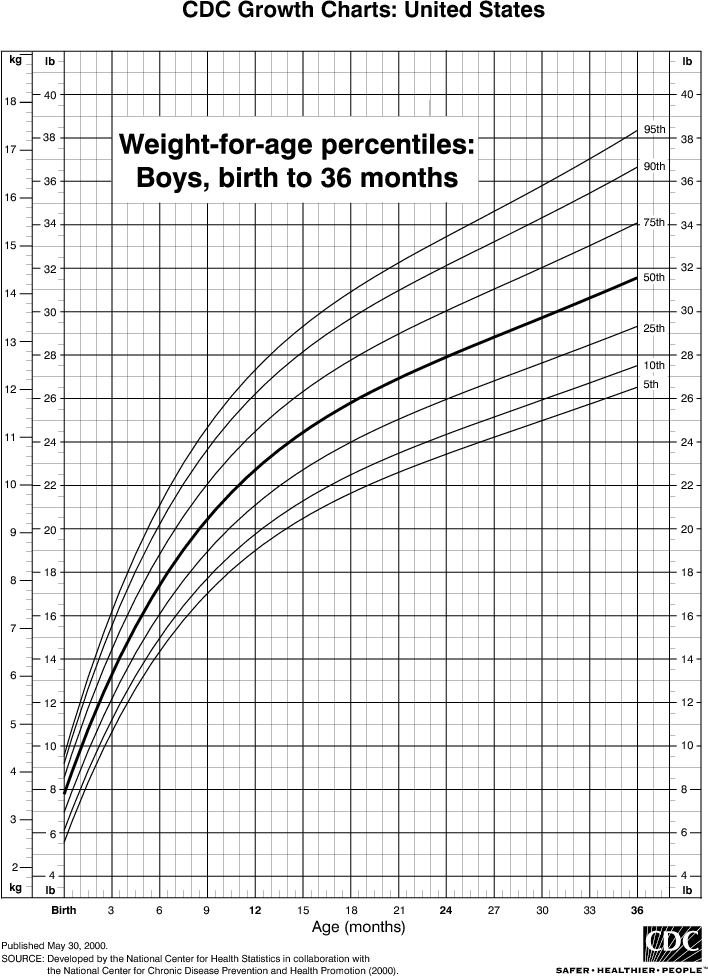 CDC Growth Charts: United States
kg lb lb
40 40
18
38 38
95th
17
Weight-for-age percentiles:
Boys, birth to 36 months
90th
36 36
16
34 34
75th
15
32 32
50th
14
30 30
25th
13
28 28
10th
12
5th
26 26
11
24 24
10
22 22
9
20 20
8
18 18
16 16
7
14 14
6
12 12
5
10 10
4
8 8
3
6 6
2
4 4
kg lb lb
Birth 3 6 9 12 15 18 21 24 27 30 33 36
Age (months)
Published May 30, 2000.
SOURCE: Developed by the National Center for Health Statistics in collaboration with
the National Center for Chronic Disease Prevention and Health Promotion (2000).
CDC
SAFER • HEALTHIER • PEOPLE™